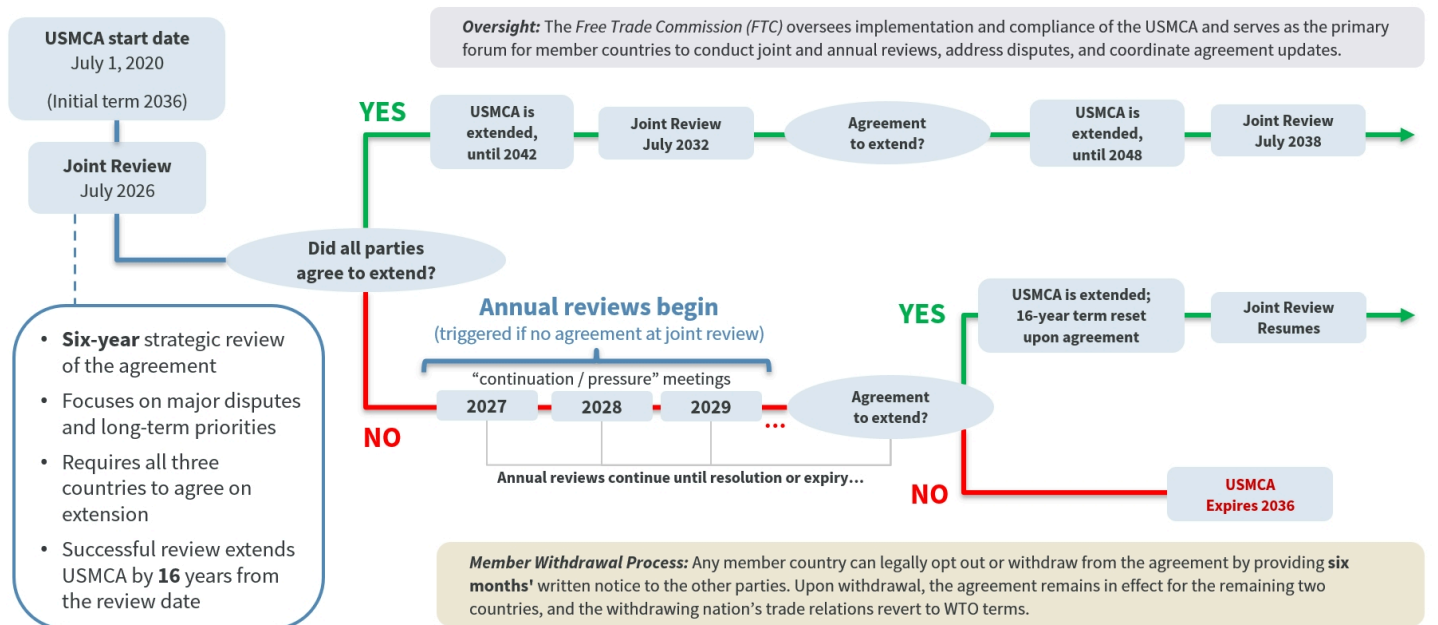 USMCA start date
July 1, 2020
(Initial term 2036)
Joint Review
July 2026
Oversight: The Free Trade Commission (FTC) oversees implementation and compliance of the USMCA and serves as the primary
forum for member countries to conduct joint and annual reviews, address disputes, and coordinate agreement updates.
YES
USMCA is
extended,
until 2042
Joint Review
July 2032
Agreement
to extend?
USMCA is
extended,
until 2048
Joint Review
July 2038
Did all parties
agree to extend?
• Six-year strategic review
of the agreement
• Focuses on major disputes
and long-term priorities
• Requires all three
countries to agree on
extension
• Successful review extends
USMCA by 16 years from
the review date
Annual reviews begin
(triggered if no agreement at joint review)
“continuation / pressure” meetings
NO
2027
2028
2029
...
Agreement
to extend?
Annual reviews continue until resolution or expiry...
YES
USMCA is extended;
16-year term reset
upon agreement
Joint Review
Resumes
NO
USMCA
Expires 2036
Member Withdrawal Process: Any member country can legally opt out or withdraw from the agreement by providing six
months' written notice to the other parties. Upon withdrawal, the agreement remains in effect for the remaining two
countries, and the withdrawing nation’s trade relations revert to WTO terms.